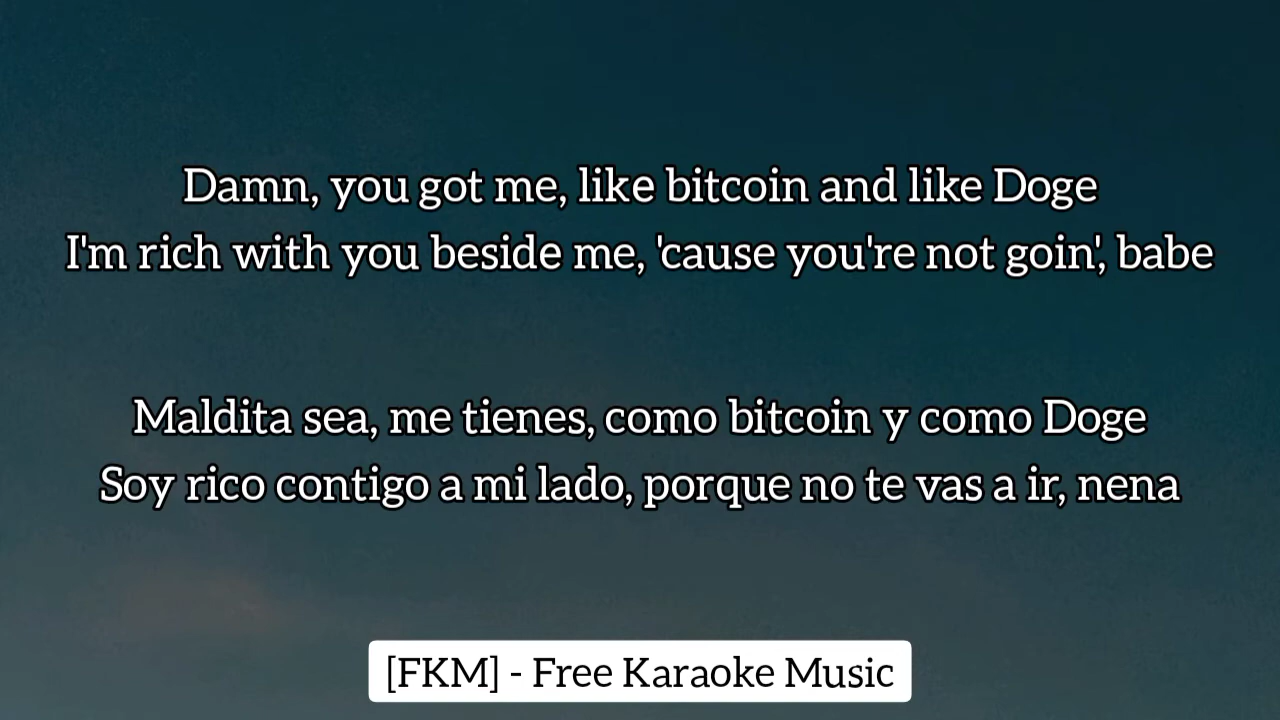 Damn, you got me, like bitcoin and like Doge
I'm rich with you beside me, 'cause you're not goin', babe
Maldita sea, me tienes, como bitcoin y como Doge
Soy rico contigo a mi lado, porque no te vas a ir, nena
[FKM] - Free Karaoke Music